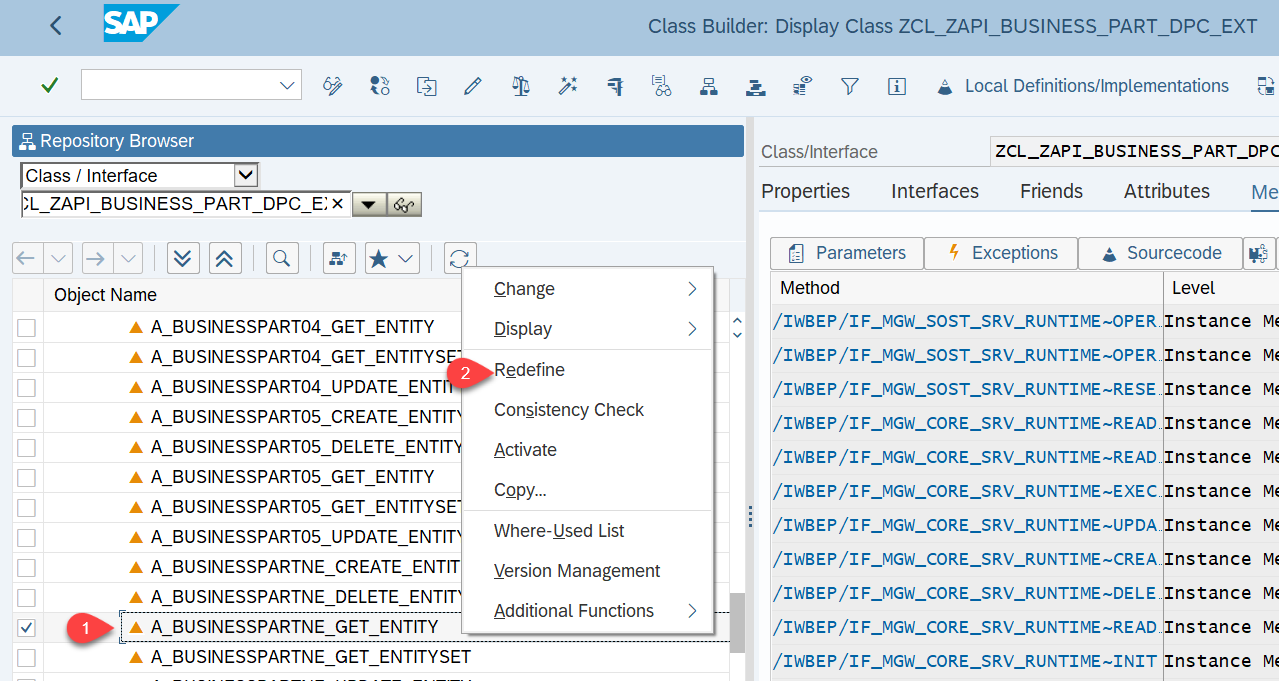 SAP
Class Builder: Display Class ZCL_ZAPI_BUSINESS_PART_DPC_EXT
Local Definitions/Implementations
Repository Browser
Class / Interface
CL_ZAPI_BUSINESS_PART_DPC_EX
Object Name
A_BUSINESSPART04_GET_ENTITY
A_BUSINESSPART04_GET_ENTITYSET
A_BUSINESSPART04_UPDATE_ENTIT
A_BUSINESSPART05_CREATE_ENTITY
A_BUSINESSPART05_DELETE_ENTITY
A_BUSINESSPART05_GET_ENTITY
A_BUSINESSPART05_GET_ENTITYSET
A_BUSINESSPART05_UPDATE_ENTIT
A_BUSINESSPARTNE_CREATE_ENTIT
A_BUSINESSPARTNE_DELETE_ENTITY
1
A_BUSINESSPARTNE_GET_ENTITY
A_BUSINESSPARTNE_GET_ENTITYSET
Change
Display
2
Redefine
Consistency Check
Activate
Copy...
Where-Used List
Version Management
Additional Functions
Class/Interface
ZCL_ZAPI_BUSINESS_PART_DPC
Properties Interfaces Friends Attributes Me
Parameters Exceptions Sourcecode
Method Level
/IWBEP/IF_MGW_SOST_SRV_RUNTIME~OPER… Instance Me
/IWBEP/IF_MGW_SOST_SRV_RUNTIME~OPER… Instance Me
/IWBEP/IF_MGW_SOST_SRV_RUNTIME~RESE… Instance Me
/IWBEP/IF_MGW_CORE_SRV_RUNTIME~READ… Instance Me
/IWBEP/IF_MGW_CORE_SRV_RUNTIME~READ… Instance Me
/IWBEP/IF_MGW_CORE_SRV_RUNTIME~EXEC… Instance Me
/IWBEP/IF_MGW_CORE_SRV_RUNTIME~UPDA… Instance Me
/IWBEP/IF_MGW_CORE_SRV_RUNTIME~CREA… Instance Me
/IWBEP/IF_MGW_CORE_SRV_RUNTIME~DELE… Instance Me
/IWBEP/IF_MGW_CORE_SRV_RUNTIME~READ… Instance Me
/IWBEP/IF_MGW_CORE_SRV_RUNTIME~INIT Instance Me